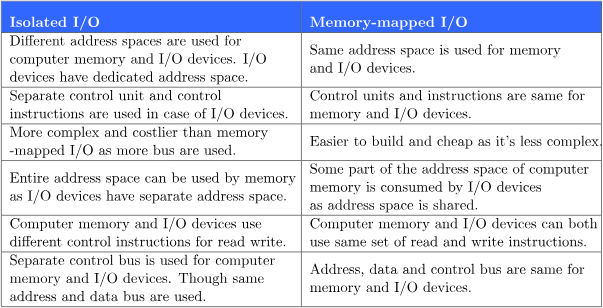 Isolated I/O
Memory-mapped I/O
Different address spaces are used for
computer memory and I/O devices. I/O
devices have dedicated address space.
Same address space is used for memory
and I/O devices.
Separate control unit and control
instructions are used in case of I/O devices.
Control units and instructions are same for
memory and I/O devices.
More complex and costlier than memory
-mapped I/O as more bus are used.
Easier to build and cheap as it's less complex.
Entire address space can be used by memory
as I/O devices have separate address space.
Some part of the address space of computer
memory is consumed by I/O devices
as address space is shared.
Computer memory and I/O devices use
different control instructions for read write.
Computer memory and I/O devices can both
use same set of read and write instructions.
Separate control bus is used for computer
memory and I/O devices. Though same
address and data bus are used.
Address, data and control bus are same for
memory and I/O devices.